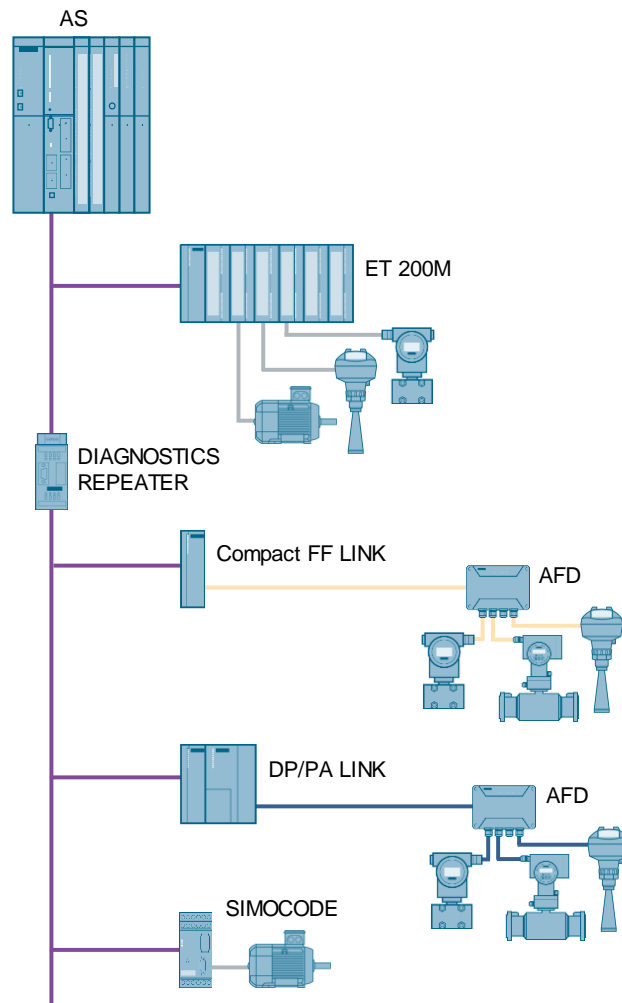 AS
ET 200M
DIAGNOSTICS
REPEATER
Compact FF LINK
AFD
DP/PA LINK
AFD
SIMOCODE